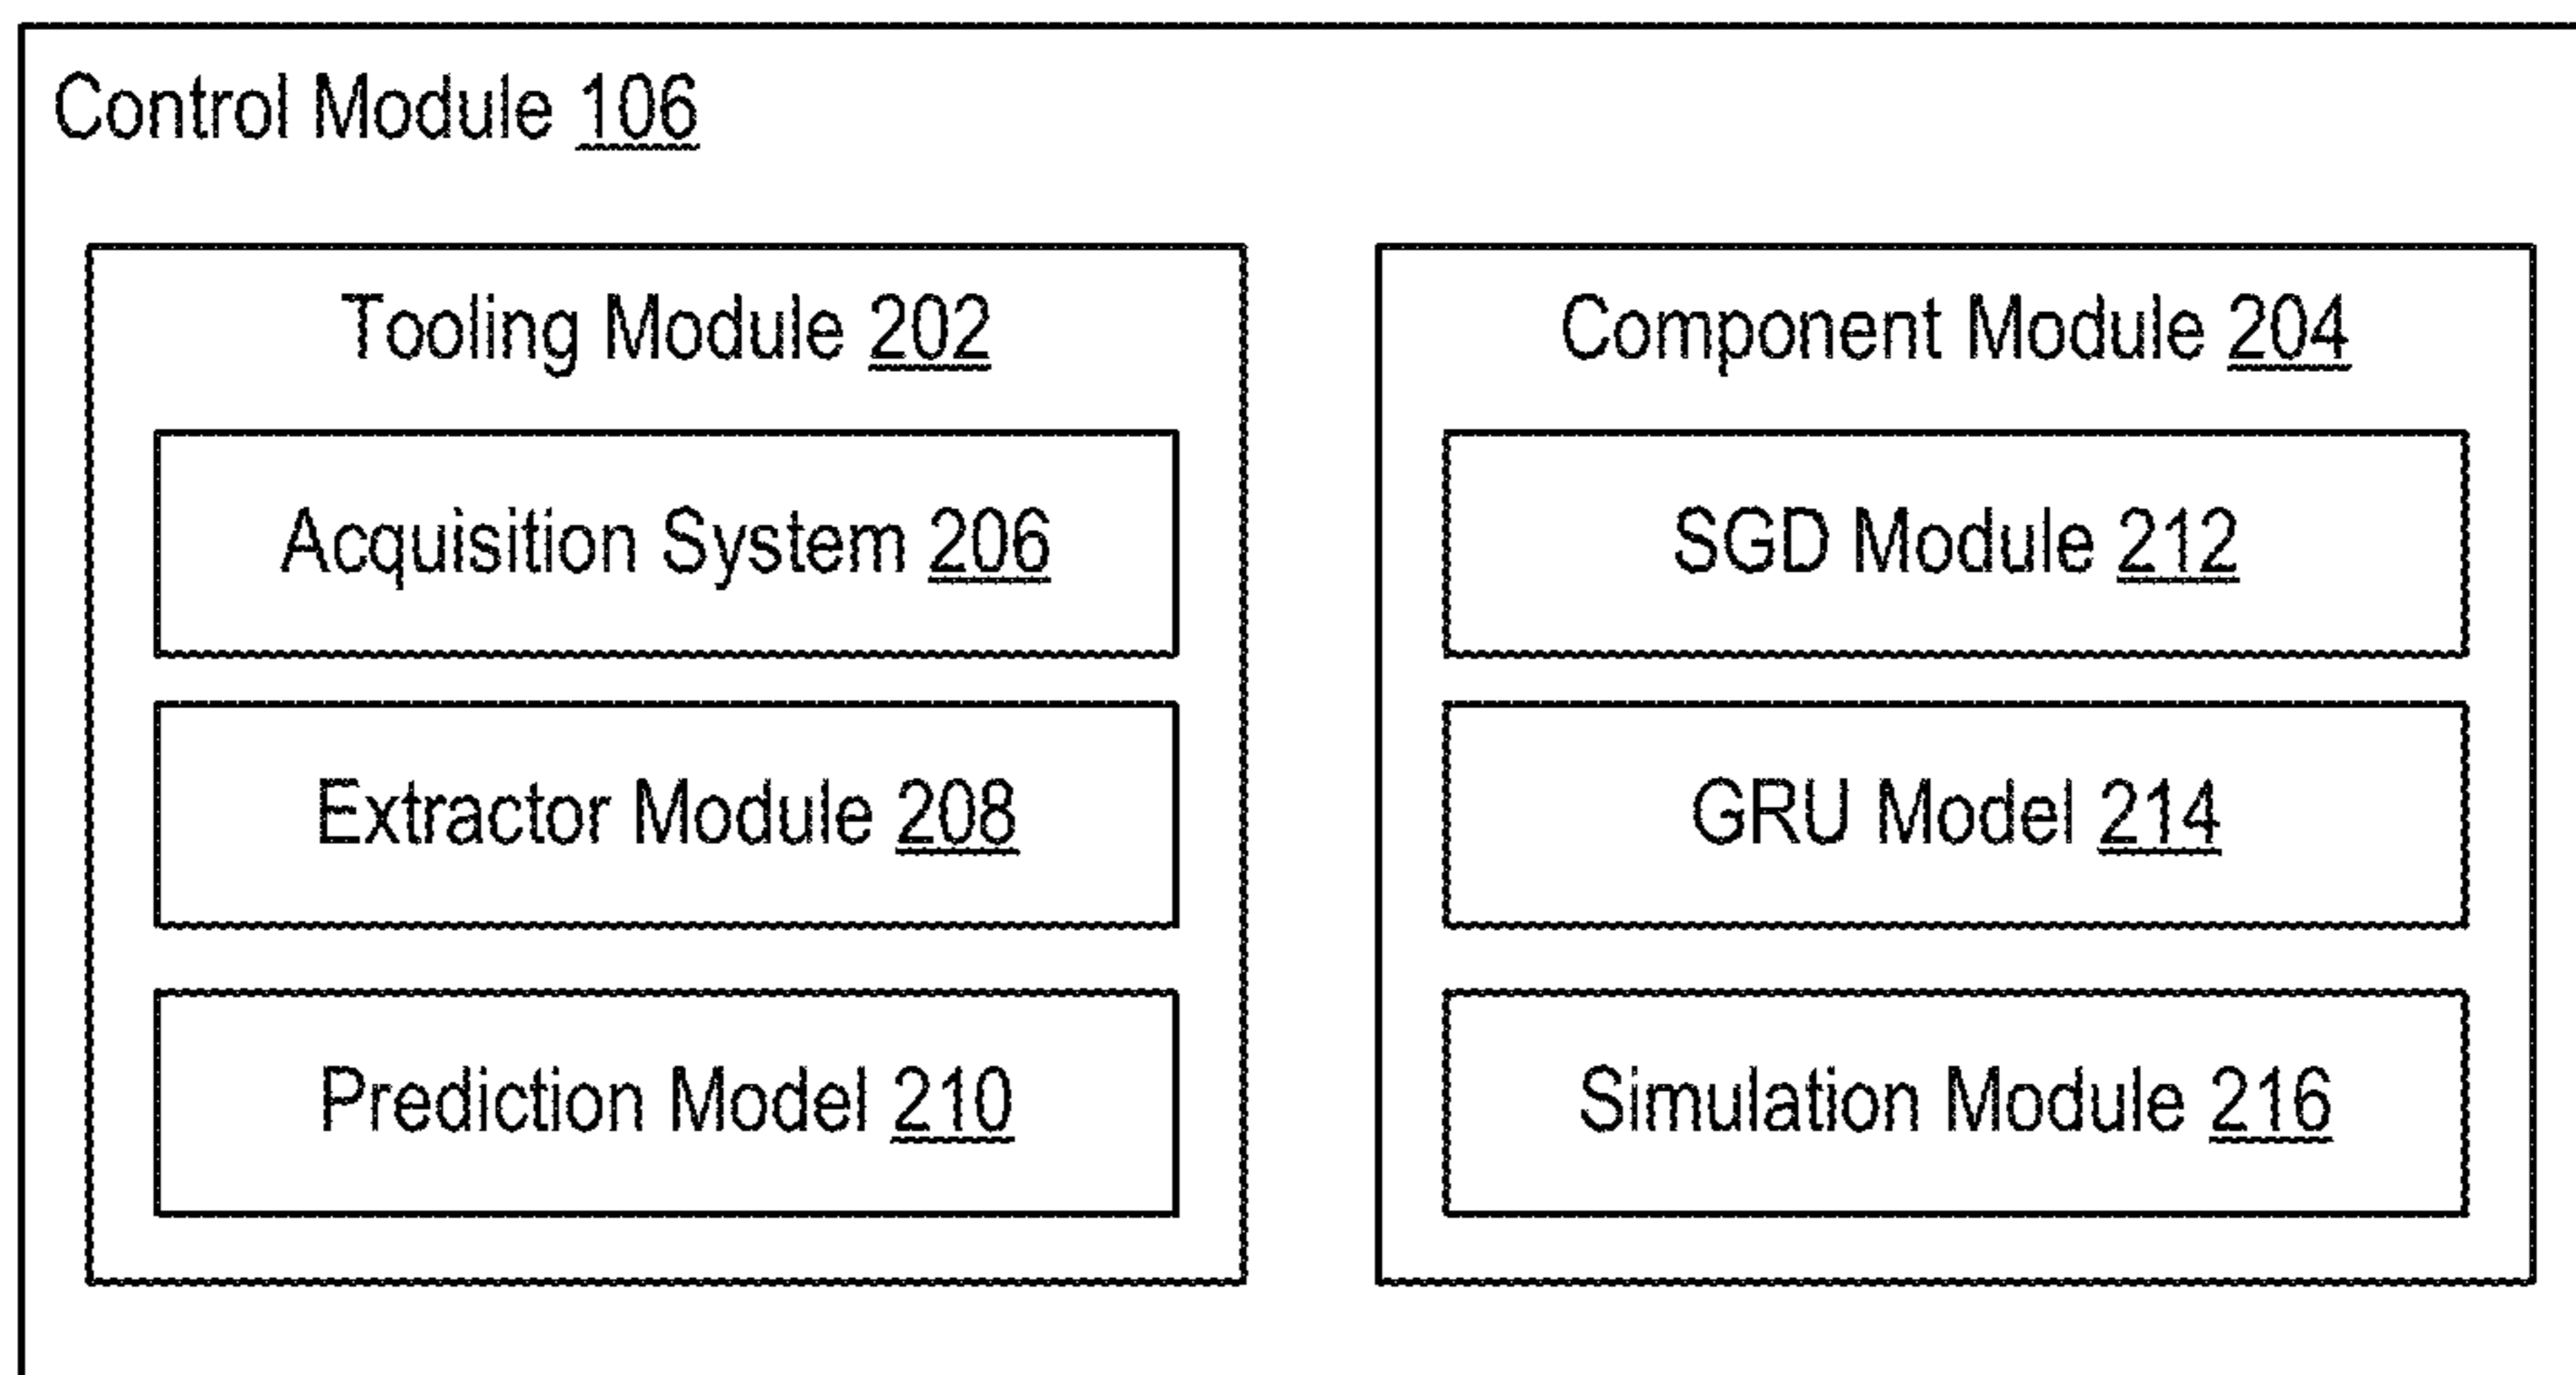 Control Module 106
Tooling Module 202
Acquisition System 206
Extractor Module 208
Prediction Model 210
Component Module 204
SGD Module 212
GRU Model 214
Simulation Module 216